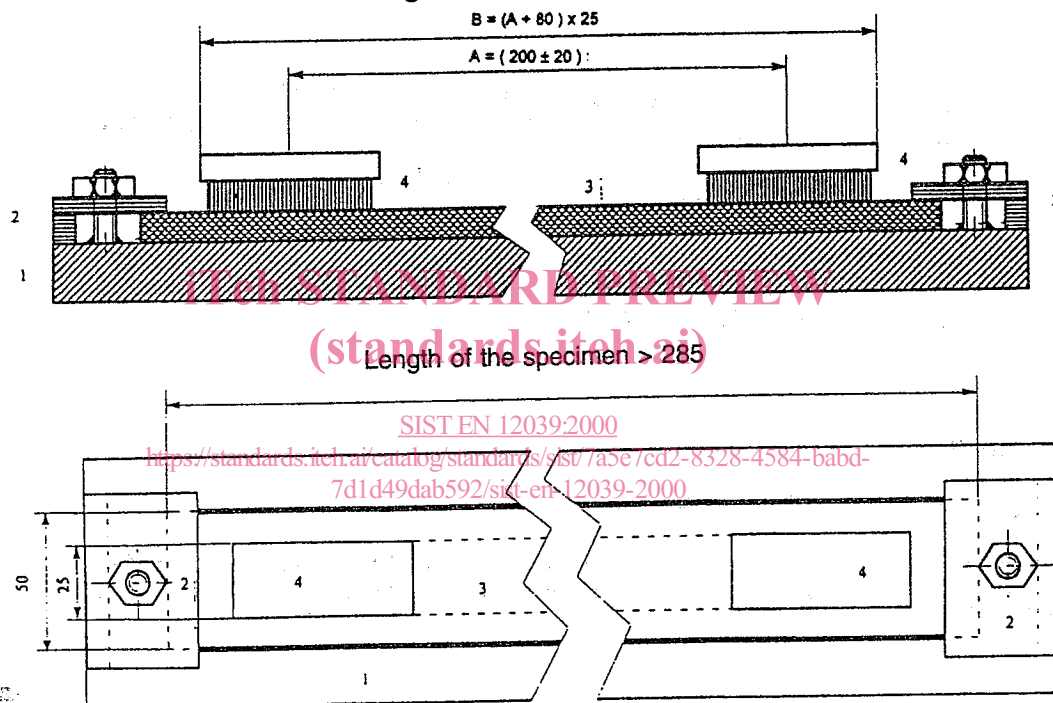 B = (A + 80 ) x 25
A = ( 200 ± 20 ) :
4
3
4
2
1
iTeh STANDARD PREVIEW
(standards.iteh.ai)
Length of the specimen > 285
SIST EN 12039:2000
https://standards.iteh.ai/catalog/standards/sist/7a5e7cd2-8328-4584-babd-
7d1d49dab592/sist-en-12039-2000
50
25
2
4
3
4
2
1